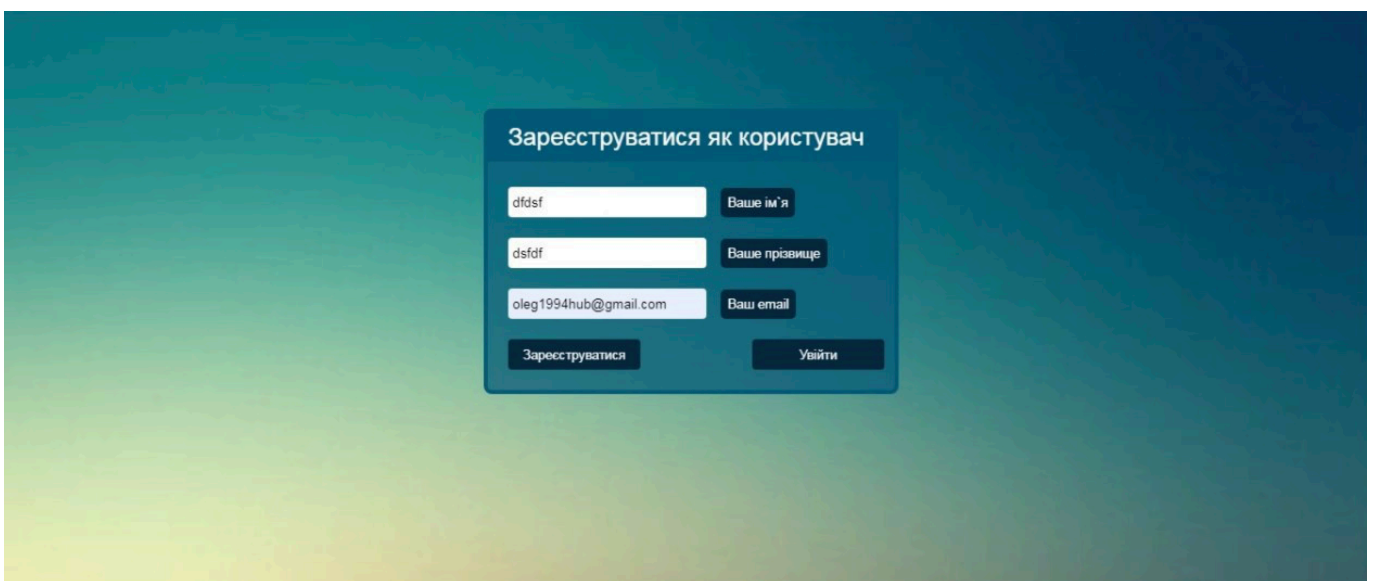 Зареєструватися як користувач
dfdsf Ваше ім`я
dsfdf Ваше прізвище
oleg1994hub@gmail.com Ваш email
Зареєструватися Увійти